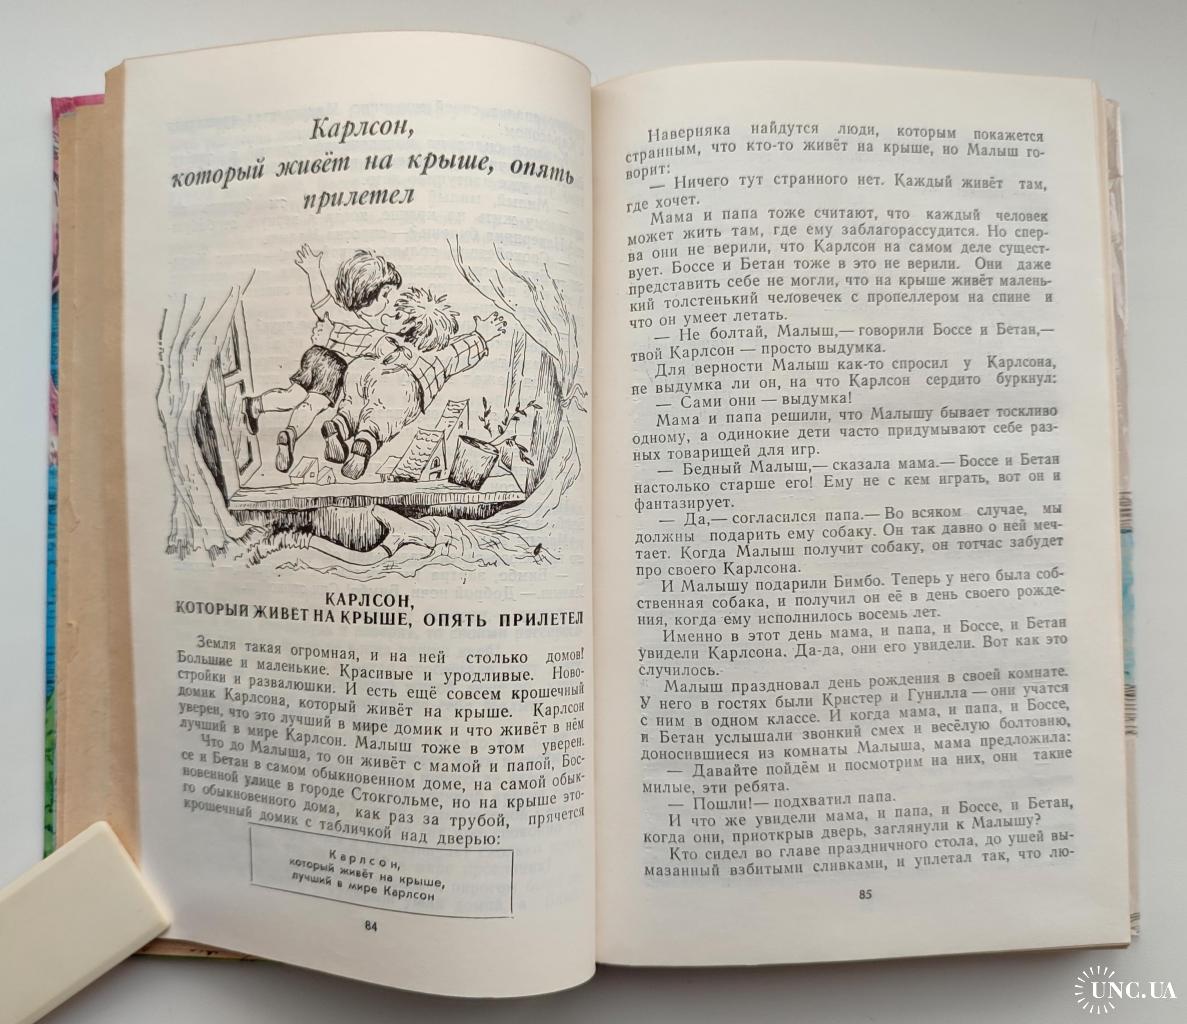 Карлсон,
который живёт на крыше, опять
прилетел
КАРЛСОН,
КОТОРЫЙ ЖИВЕТ НА КРЫШЕ, ОПЯТЬ ПРИЛЕТЕЛ
Земля такая огромная, и на ней столько домов!
Большие и маленькие. Красивые и уродливые. Ново-
стройки и развалюшки. И есть ещё совсем крошечный
домик Карлсона, который живёт на крыше. Карлсон
уверен, что это лучший в мире домик и что живёт в нём
лучший в мире Карлсон. Малыш тоже в этом уверен.
Что до Малыша, то он живёт с мамой и папой, Бос-
се и Бетан в самом обыкновенном доме, на самой обык-
новенной улице в городе Стокгольме, но на крыше это-
го обыкновенного дома, как раз за трубой, прячется
крошечный домик с табличкой над дверью:
Карлсон,
который живёт на крыше,
лучший в мире Карлсон
84
Наверняка найдутся люди, которым покажется
странным, что кто-то живёт на крыше, но Малыш го-
ворит:
— Ничего тут странного нет. Каждый живёт там,
где хочет.
Мама и папа тоже считают, что каждый человек
может жить там, где ему заблагорассудится. Но спер-
ва они не верили, что Карлсон на самом деле сущест-
вует. Боссе и Бетан тоже в это не верили. Они даже
представить себе не могли, что на крыше живёт малень-
кий толстенький человечек с пропеллером на спине и
что он умеет летать.
— Не болтай, Малыш,— говорили Боссе и Бетан,—
твой Карлсон — просто выдумка.
Для верности Малыш как-то спросил у Карлсона,
не выдумка ли он, на что Карлсон сердито буркнул:
— Сами они — выдумка!
Мама и папа решили, что Малышу бывает тоскливо
одному, а одинокие дети часто придумывают себе раз-
ных товарищей для игр.
— Бедный Малыш,— сказала мама.— Боссе и Бетан
настолько старше его! Ему не с кем играть, вот он и
фантазирует.
— Да,— согласился папа.— Во всяком случае, мы
должны подарить ему собаку. Он так давно о ней меч-
тает. Когда Малыш получит собаку, он тотчас забудет
про своего Карлсона.
И Малышу подарили Бимбо. Теперь у него была соб-
ственная собака, и получил он её в день своего рожде-
ния, когда ему исполнилось восемь лет.
Именно в этот день мама, и папа, и Боссе, и Бетан
увидели Карлсона. Да-да, они его увидели. Вот как это
случилось.
Малыш праздновал день рождения в своей комнате.
У него в гостях были Кристер и Гунилла — они учатся
с ним в одном классе. И когда мама, и папа, и Боссе,
и Бетан услышали звонкий смех и весёлую болтовню,
доносившиеся из комнаты Малыша, мама предложила:
— Давайте пойдём и посмотрим на них, они такие
милые, эти ребята.
— Пошли!— подхватил папа.
И что же увидели мама, и папа, и Боссе, и Бетан,
когда они, приоткрыв дверь, заглянули к Малышу?
Кто сидел во главе праздничного стола, до ушей вы-
мазанный взбитыми сливками, и уплетал так, что лю-
85
UNC.UA